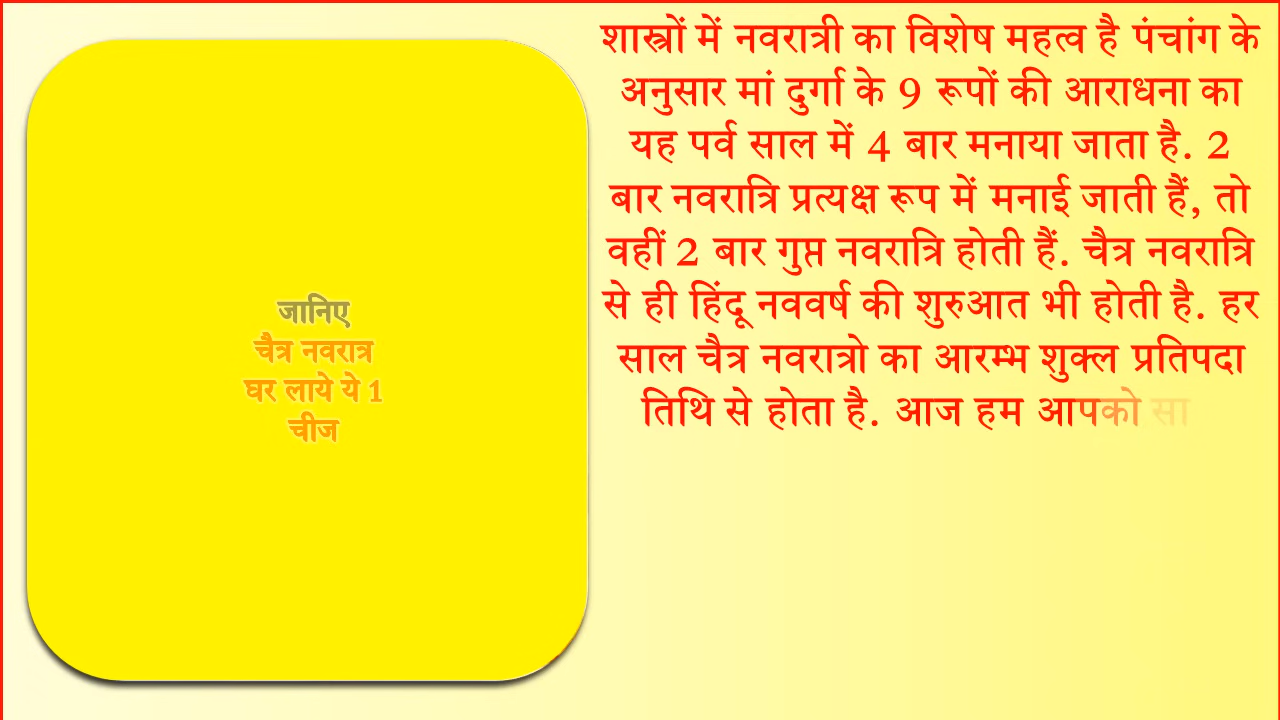 जानिए
चैत्र नवरात्र
घर लाये ये 1
चीज
शास्त्रों में नवरात्री का विशेष महत्व है पंचांग के
अनुसार मां दुर्गा के 9 रूपों की आराधना का
यह पर्व साल में 4 बार मनाया जाता है. 2
बार नवरात्रि प्रत्यक्ष रूप में मनाई जाती हैं, तो
वहीं 2 बार गुप्त नवरात्रि होती हैं. चैत्र नवरात्रि
से ही हिंदू नववर्ष की शुरुआत भी होती है. हर
साल चैत्र नवरात्रो का आरम्भ शुक्ल प्रतिपदा
तिथि से होता है. आज हम आपको सा